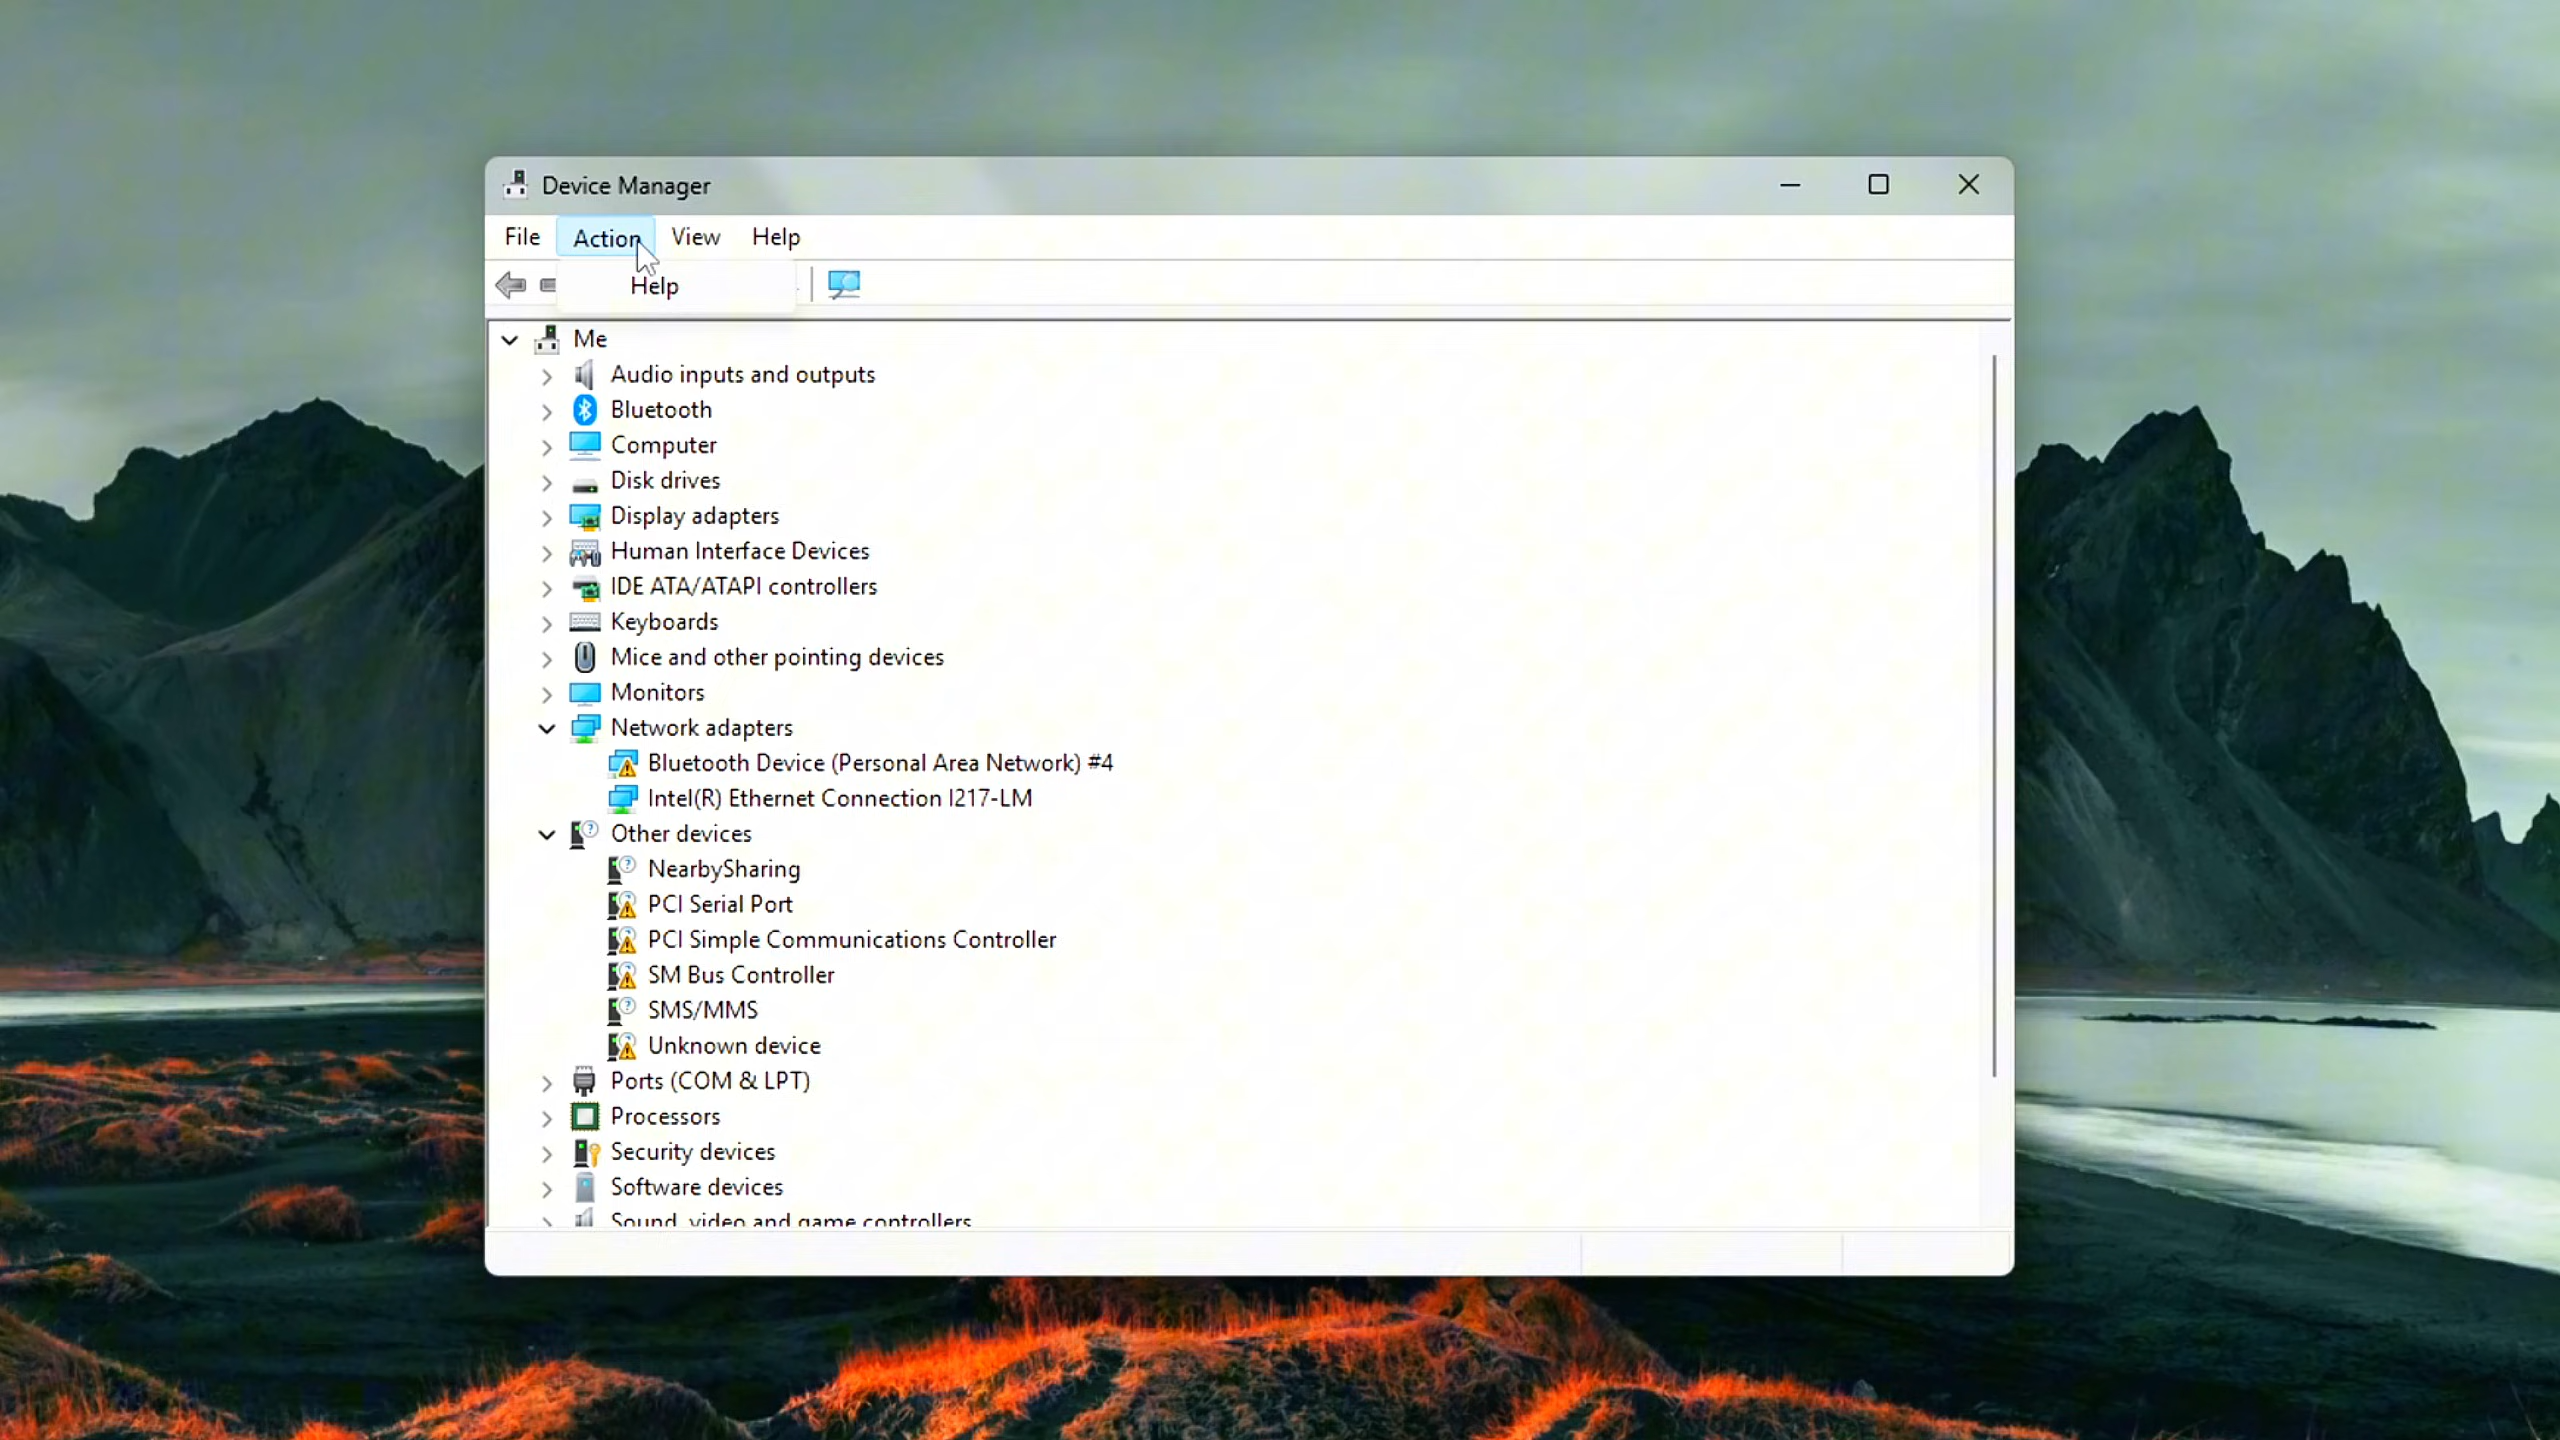 Device Manager
File Action View Help
Help
Me
Audio inputs and outputs
Bluetooth
Computer
Disk drives
Display adapters
Human Interface Devices
IDE ATA/ATAPI controllers
Keyboards
Mice and other pointing devices
Monitors
Network adapters
Bluetooth Device (Personal Area Network) #4
Intel(R) Ethernet Connection I217-LM
Other devices
NearbySharing
PCI Serial Port
PCI Simple Communications Controller
SM Bus Controller
SMS/MMS
Unknown device
Ports (COM & LPT)
Processors
Security devices
Software devices
Sound, video and game controllers